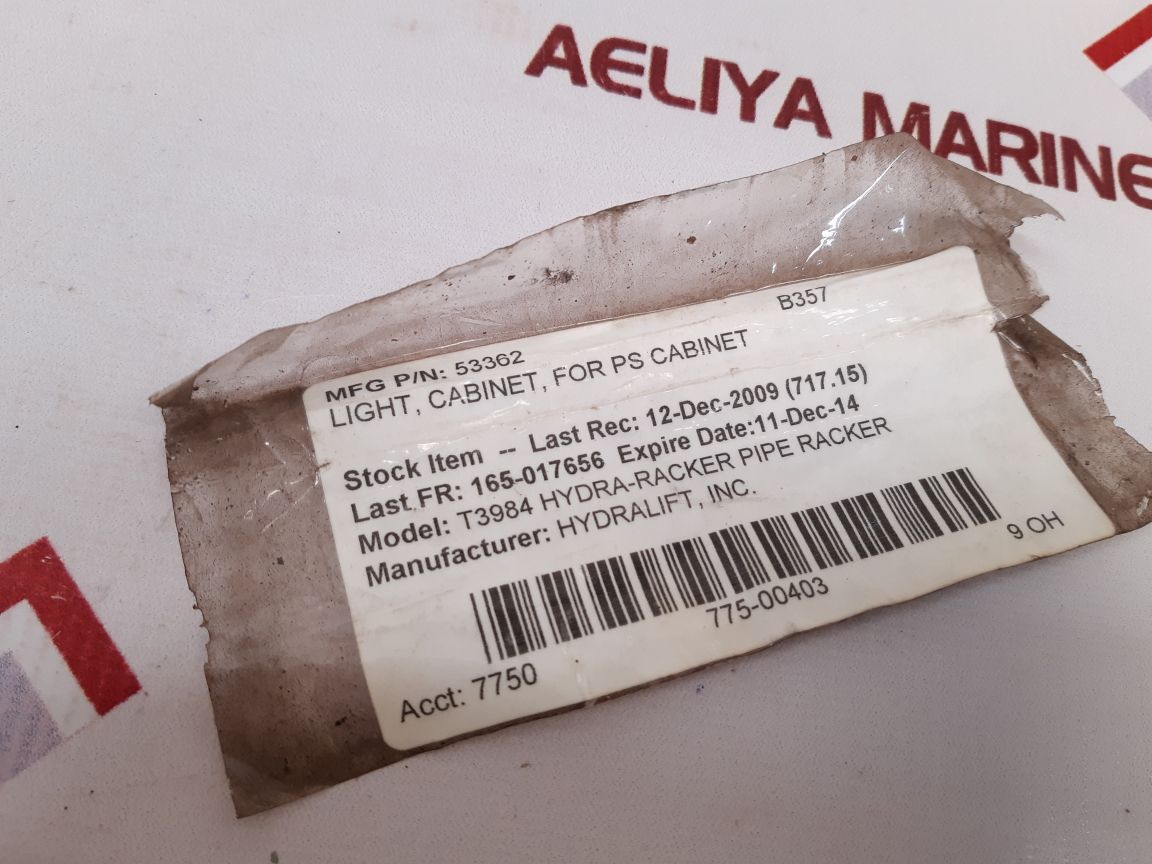 AELIYA MARINE
B357
MFG P/N: 53362
LIGHT, CABINET, FOR PS CABINET
Stock Item -- Last Rec: 12-Dec-2009 (717.15)
Last FR: 165-017656 Expire Date:11-Dec-14
Model: T3984 HYDRA-RACKER PIPE RACKER
Manufacturer: HYDRALIFT, INC.
775-00403
9 OH
Acct: 7750